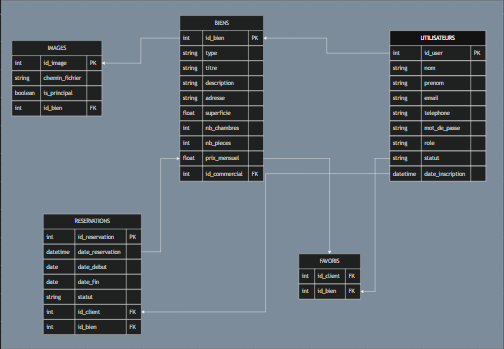 BIENS
int id_bien PK
string type
string titre
string description
string adresse
float superficie
int nb_chambres
int nb_pieces
float prix_mensuel
int id_commercial FK
IMAGES
int id_image PK
string chemin_fichier
boolean is_principal
int id_bien FK
UTILISATEURS
int id_user PK
string nom
string prenom
string email
string telephone
string mot_de_passe
string role
string statut
datetime date_inscription
RESERVATIONS
int id_reservation PK
datetime date_reservation
date date_debut
date date_fin
string statut
int id_client FK
int id_bien FK
FAVORIS
int id_client FK
int id_bien FK